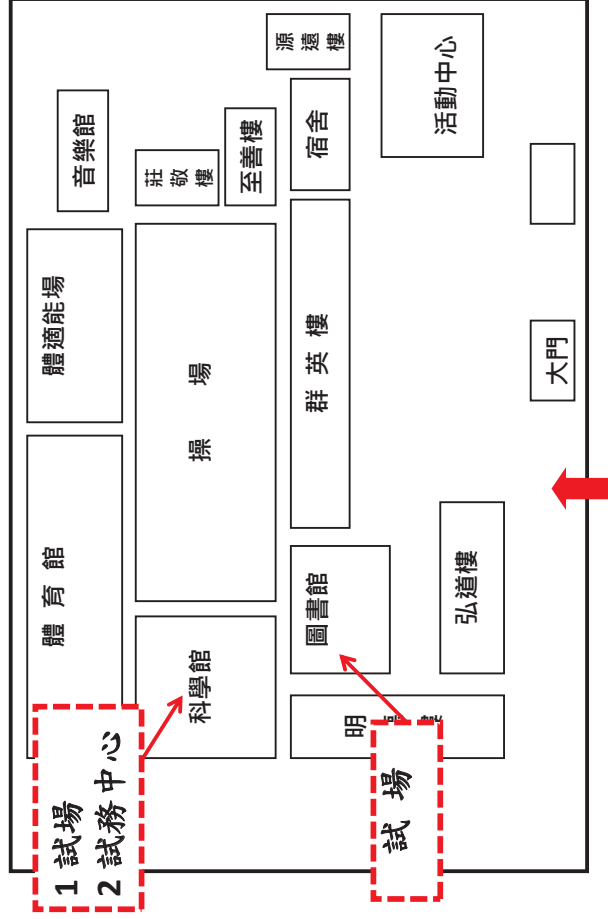 1 試場
2 試務中心
體育館
體適能場
音樂館
科學館
操場
莊敬樓
至善樓
源遠樓
圖書館
群英樓
宿舍
明
試場
弘道樓
活動中心
大門